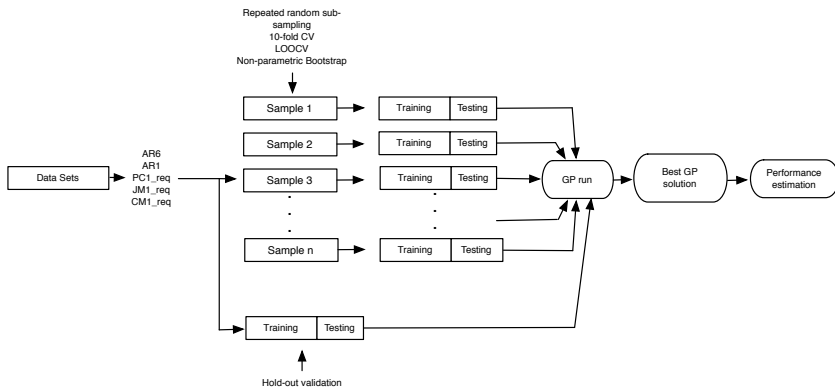 Repeated random sub-
sampling
10-fold CV
LOOCV
Non-parametric Bootstrap
Sample 1
Training
Testing
Sample 2
Training
Testing
AR6
AR1
PC1_req
JM1_req
CM1_req
Data Sets
Sample 3
Training
Testing
GP run
Best GP
solution
Performance
estimation
Sample n
Training
Testing
Training
Testing
Hold-out validation